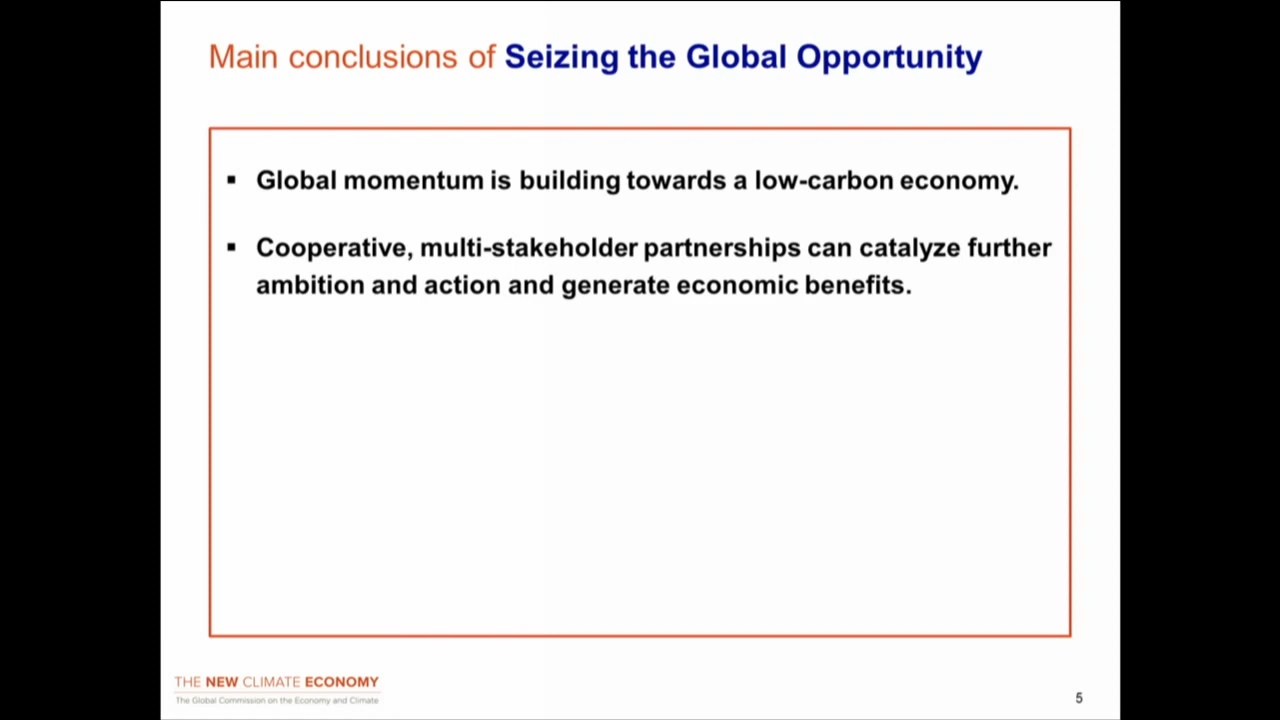 Main conclusions of Seizing the Global Opportunity
▪ Global momentum is building towards a low-carbon economy.
▪ Cooperative, multi-stakeholder partnerships can catalyze further
ambition and action and generate economic benefits.
THE NEW CLIMATE ECONOMY
The Global Commission on the Economy and Climate
5